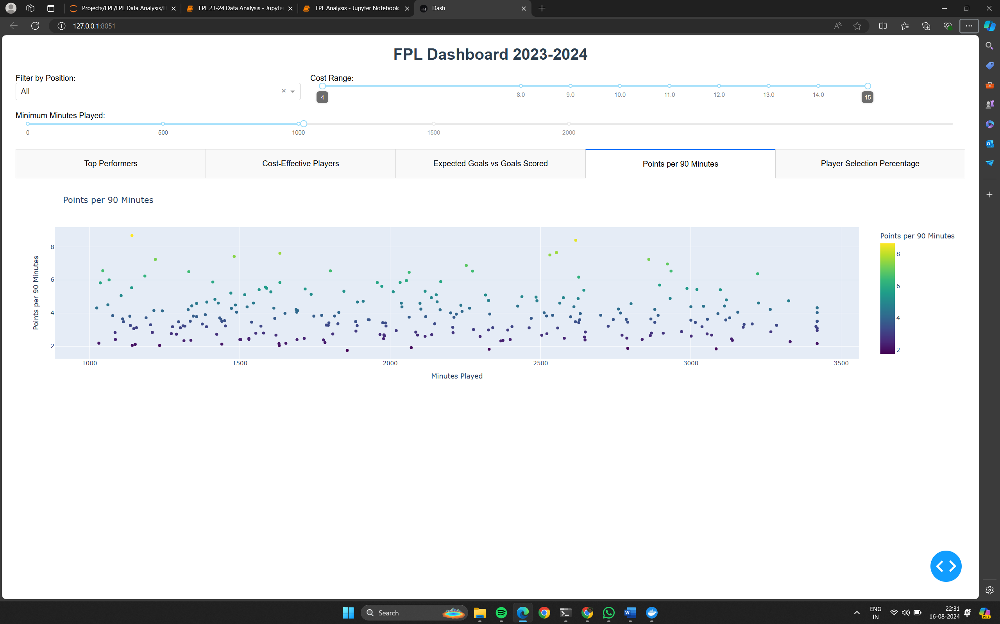 Projects/FPL/FPL Data Analysis/D
FPL 23-24 Data Analysis - Jupyte
FPL Analysis - Jupyter Notebook
Dash
127.0.0.1:8051
FPL Dashboard 2023-2024
Filter by Position:
All
Cost Range:
8.0 9.0 10.0 11.0 12.0 13.0 14.0
4 15
Minimum Minutes Played:
0 500 1000 1500 2000
Top Performers
Cost-Effective Players
Expected Goals vs Goals Scored
Points per 90 Minutes
Player Selection Percentage
Points per 90 Minutes
Points per 90 Minutes
8
6
4
2
1000 1500 2000 2500 3000 3500
Minutes Played
Points per 90 Minutes
8
6
4
2
Search
ENG
IN
22:31
16-08-2024
PRE